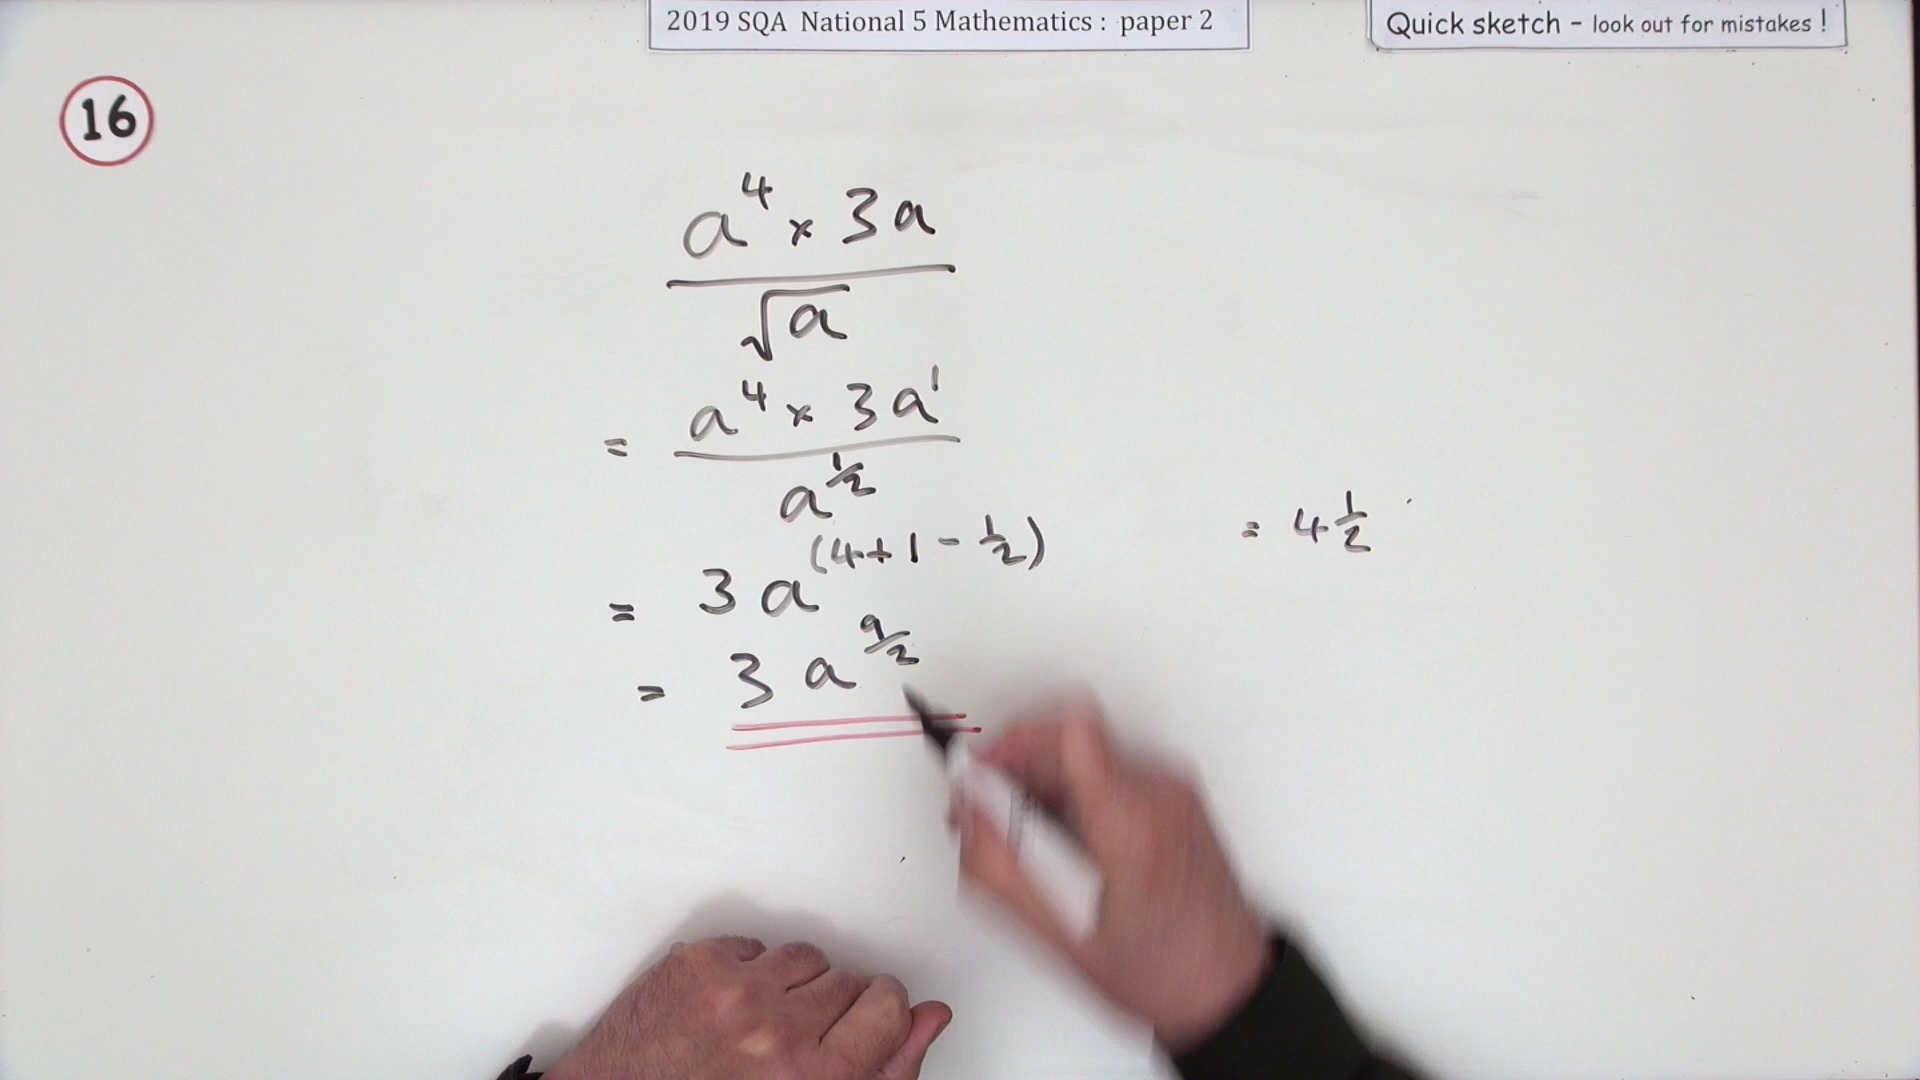 2019 SQA National 5 Mathematics : paper 2
Quick sketch – look out for mistakes !
16
a⁴ × 3a
√a
= a⁴ × 3a¹
a^½
= 3a^(4+1-½) = 4½
= 3a^9/2